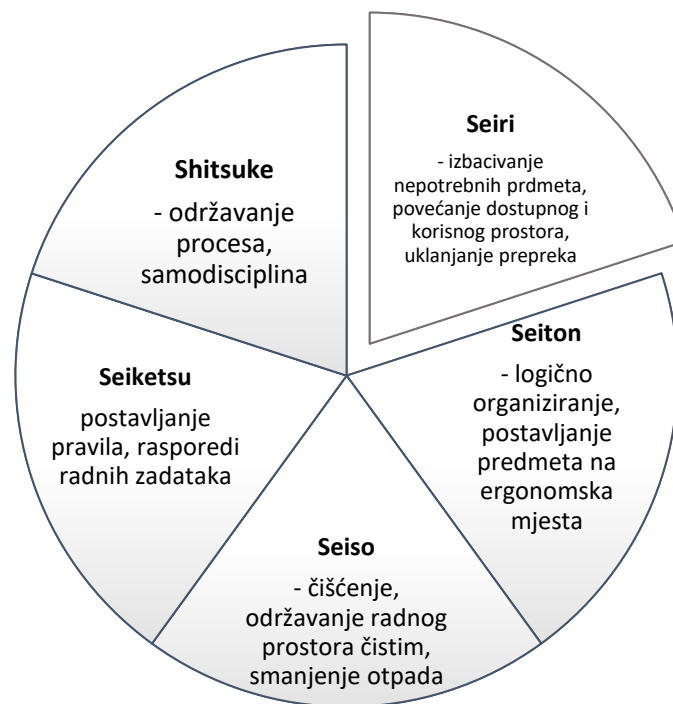 Seiri
- izbacivanje
nepotrebnih prdmeta,
povećanje dostupnog i
korisnog prostora,
uklanjanje prepreka
Seiton
- logično
organiziranje,
postavljanje
predmeta na
ergonomska
mjesta
Seiso
- čišćenje,
održavanje radnog
prostora čistim,
smanjenje otpada
Seiketsu
postavljanje
pravila, rasporedi
radnih zadataka
Shitsuke
- održavanje
procesa,
samodisciplina